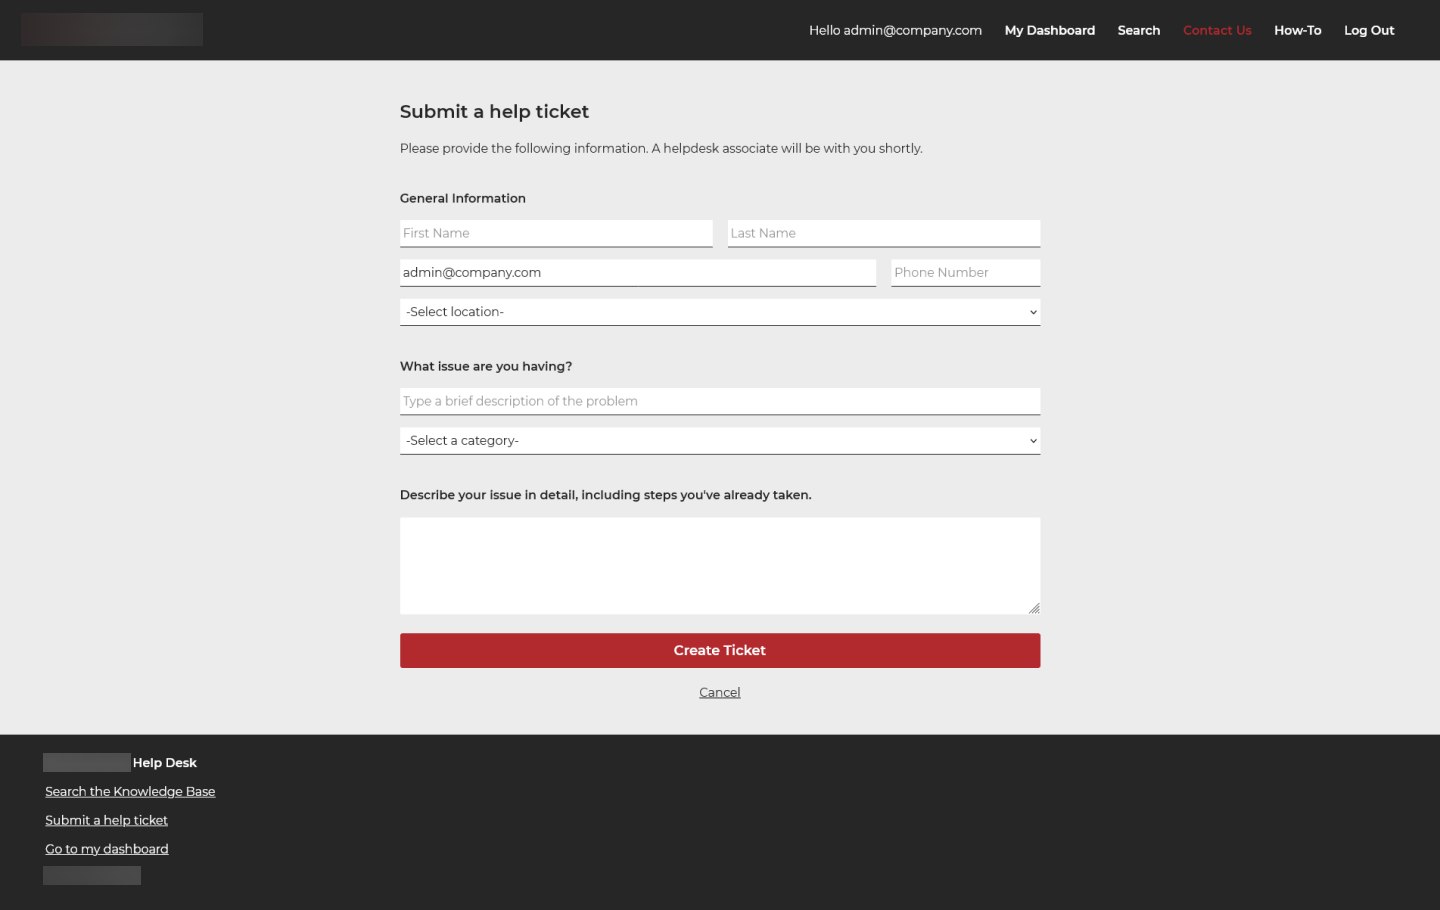 Hello admin@company.com My Dashboard Search Contact Us How-To Log Out
Submit a help ticket
Please provide the following information. A helpdesk associate will be with you shortly.
General Information
First Name Last Name
admin@company.com Phone Number
-Select location-
What issue are you having?
Type a brief description of the problem
-Select a category-
Describe your issue in detail, including steps you've already taken.
Create Ticket
Cancel
Help Desk
Search the Knowledge Base
Submit a help ticket
Go to my dashboard